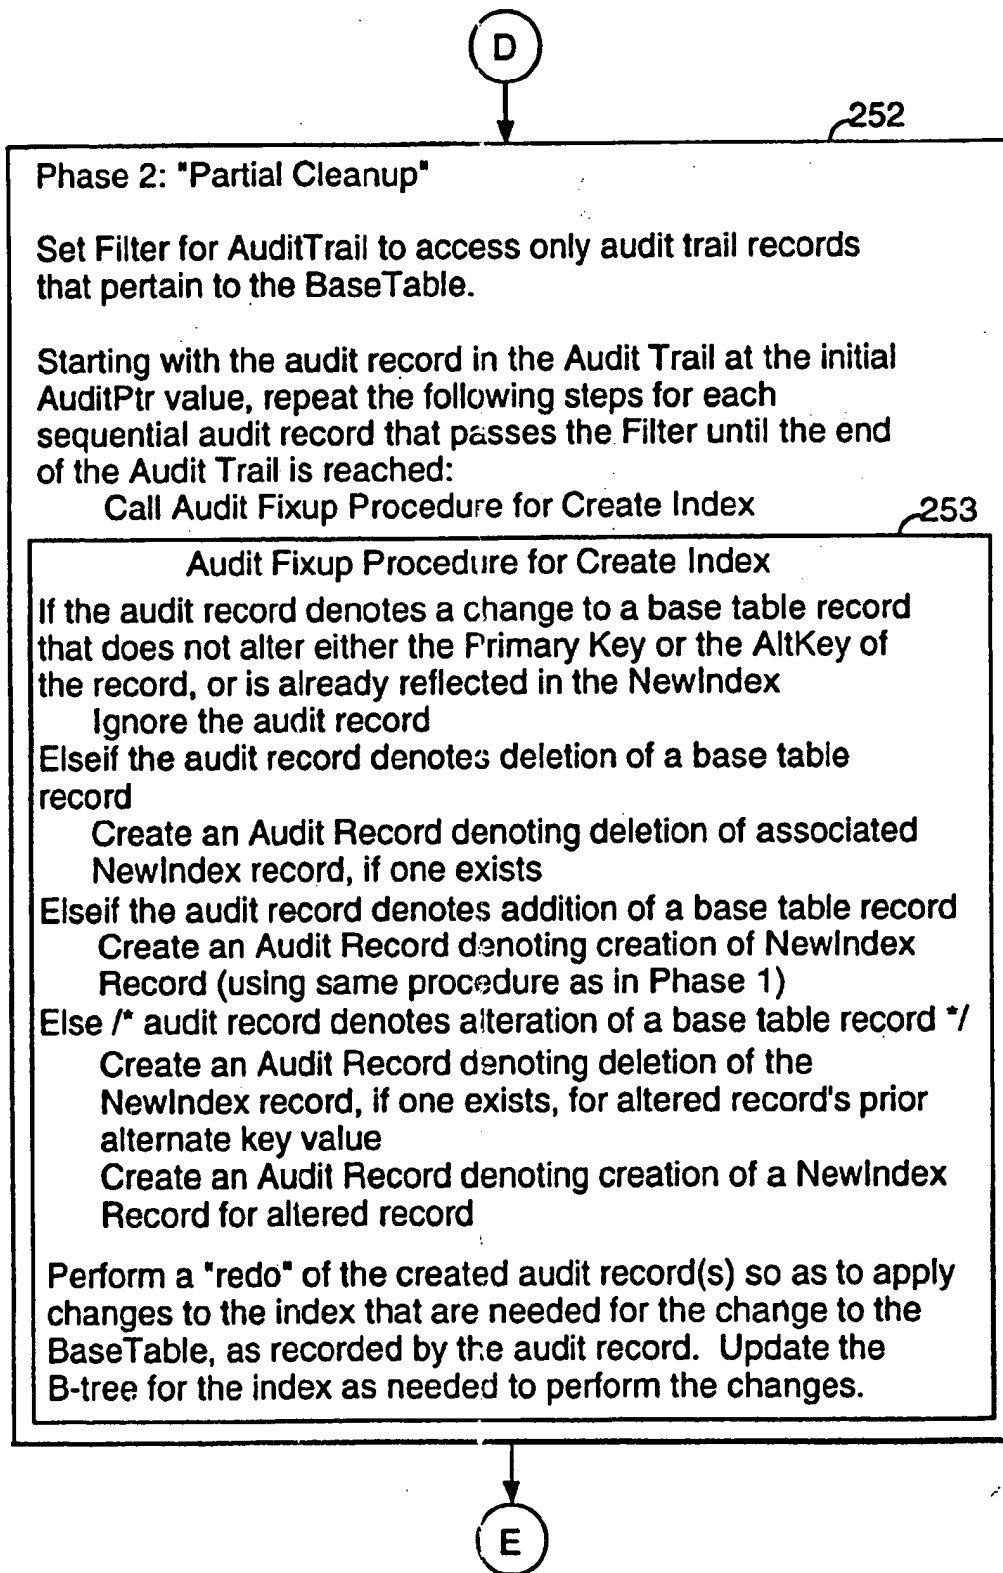 D
252
Phase 2: "Partial Cleanup"
Set Filter for AuditTrail to access only audit trail records
that pertain to the BaseTable.
Starting with the audit record in the Audit Trail at the initial
AuditPtr value, repeat the following steps for each
sequential audit record that passes the Filter until the end
of the Audit Trail is reached:
Call Audit Fixup Procedure for Create Index
253
Audit Fixup Procedure for Create Index
If the audit record denotes a change to a base table record
that does not alter either the Primary Key or the AltKey of
the record, or is already reflected in the NewIndex
Ignore the audit record
Elseif the audit record denotes deletion of a base table
record
Create an Audit Record denoting deletion of associated
NewIndex record, if one exists
Elseif the audit record denotes addition of a base table record
Create an Audit Record denoting creation of NewIndex
Record (using same procedure as in Phase 1)
Else /* audit record denotes alteration of a base table record */
Create an Audit Record denoting deletion of the
NewIndex record, if one exists, for altered record's prior
alternate key value
Create an Audit Record denoting creation of a NewIndex
Record for altered record
Perform a "redo" of the created audit record(s) so as to apply
changes to the index that are needed for the change to the
BaseTable, as recorded by the audit record. Update the
B-tree for the index as needed to perform the changes.
E